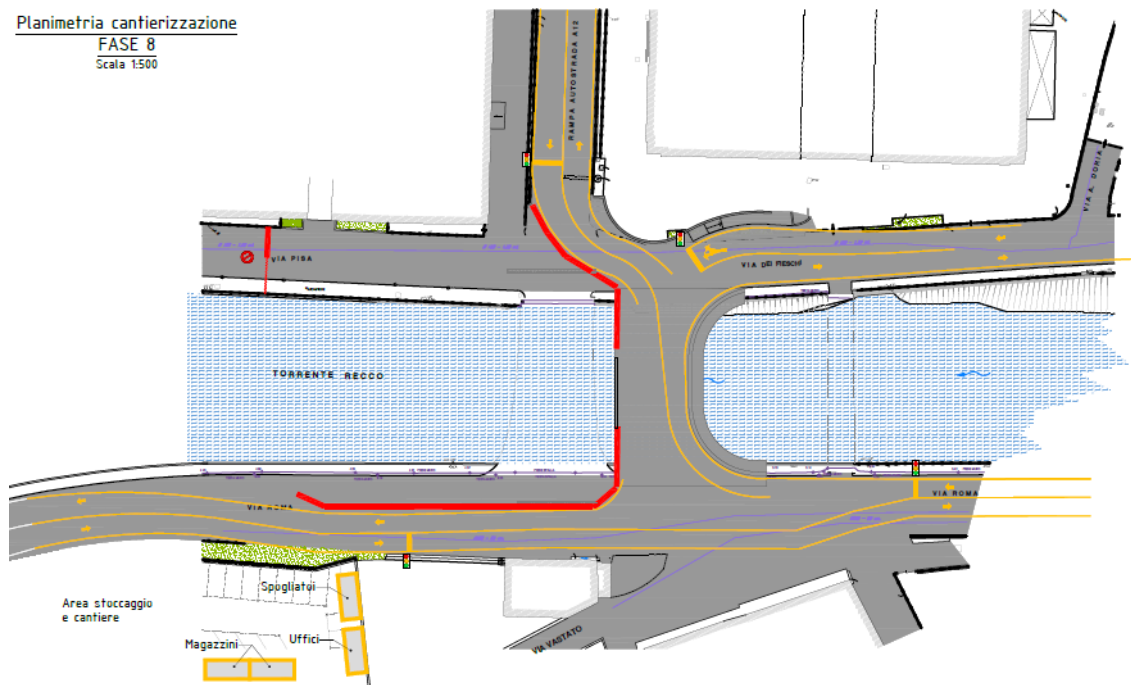 Planimetria cantierizzazione
FASE 8
Scala 1:500
RAMPA AUTOSTRADA A12
VIA A. DORIA
VIA PISA
VIA DEI FIESCHI
TORRENTE RECCO
VIA ROMA
VIA ROMA
Spogliatoi
Area stoccaggio
e cantiere
Uffici
Magazzini
VIA VASTATO